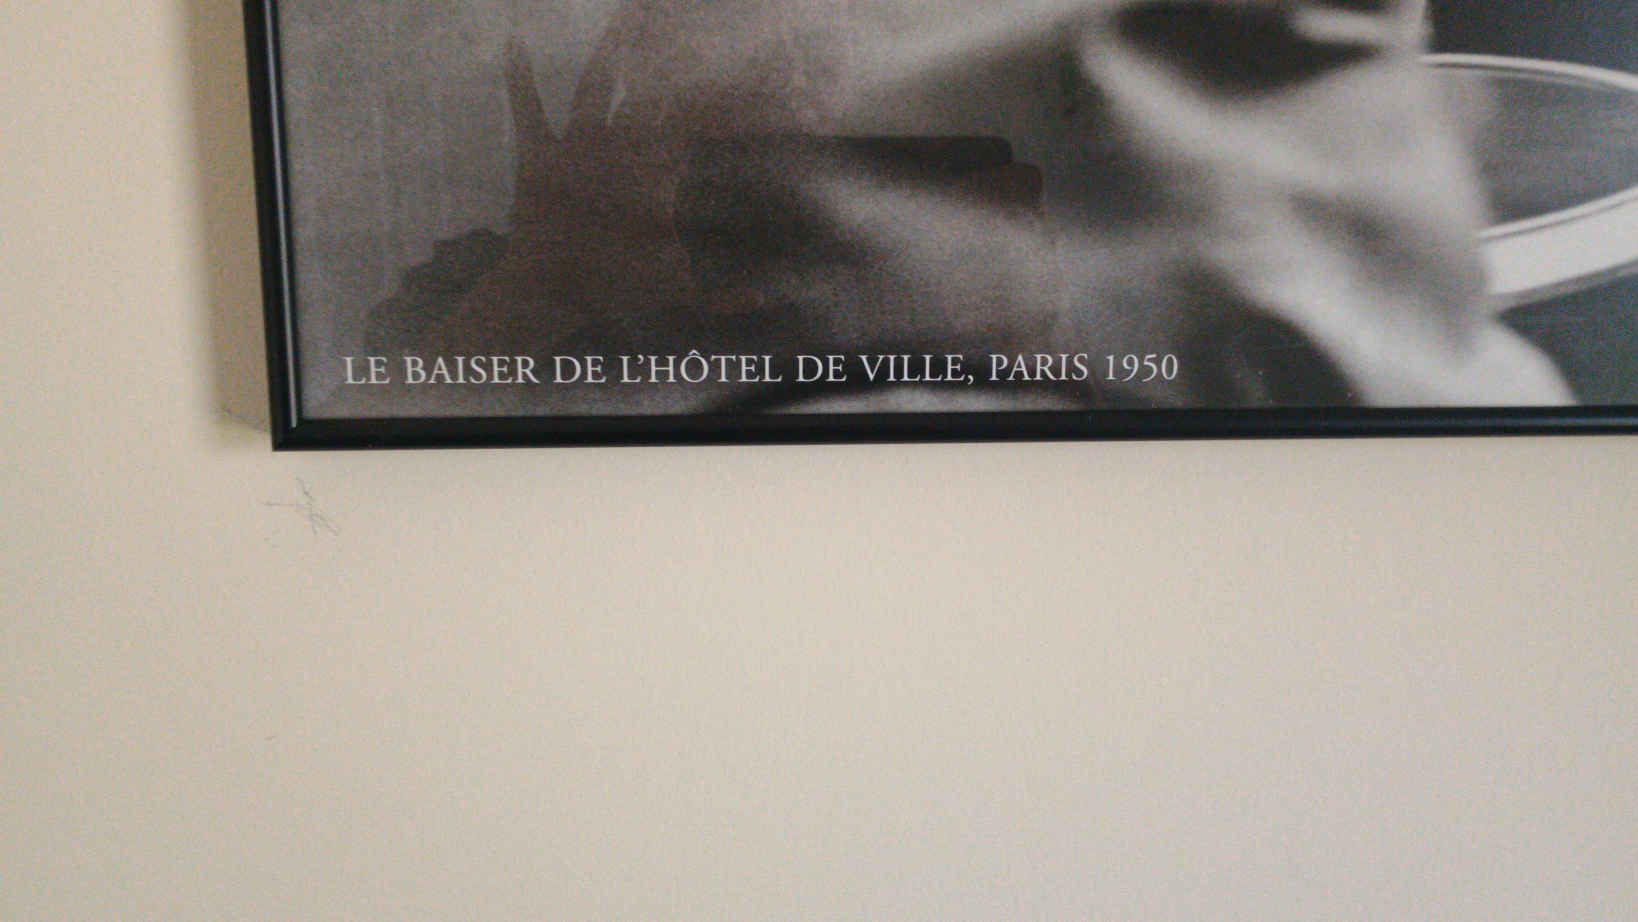 LE BAISER DE L’HÔTEL DE VILLE, PARIS 1950